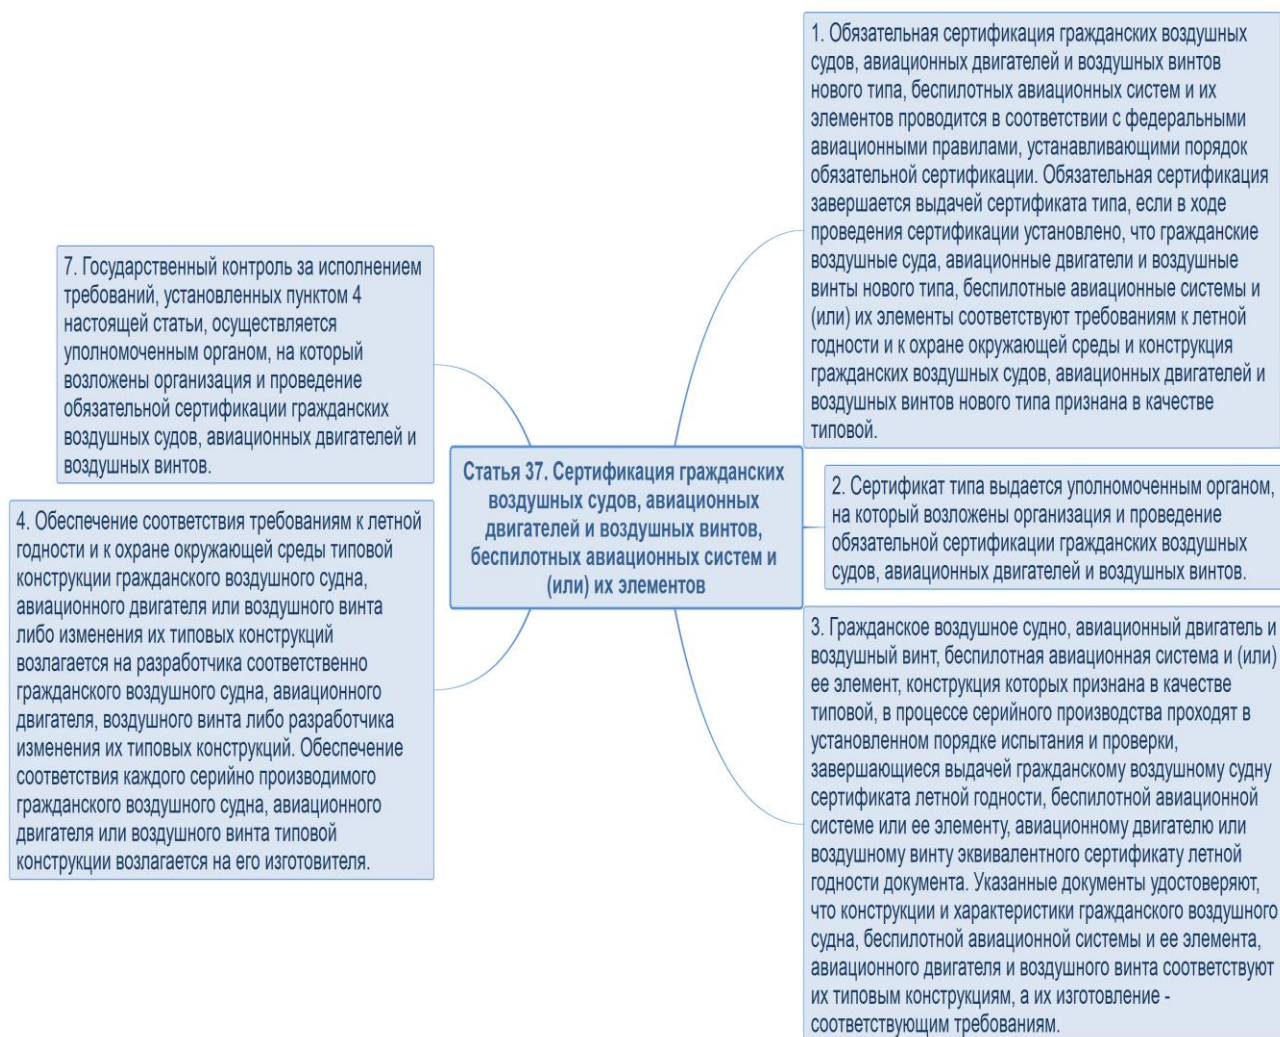 Статья 37. Сертификация гражданских
воздушных судов, авиационных
двигателей и воздушных винтов,
беспилотных авиационных систем и
(или) их элементов
1. Обязательная сертификация гражданских воздушных
судов, авиационных двигателей и воздушных винтов
нового типа, беспилотных авиационных систем и их
элементов проводится в соответствии с федеральными
авиационными правилами, устанавливающими порядок
обязательной сертификации. Обязательная сертификация
завершается выдачей сертификата типа, если в ходе
проведения сертификации установлено, что гражданские
воздушные суда, авиационные двигатели и воздушные
винты нового типа, беспилотные авиационные системы и
(или) их элементы соответствуют требованиям к летной
годности и к охране окружающей среды и конструкция
гражданских воздушных судов, авиационных двигателей и
воздушных винтов нового типа признана в качестве
типовой.
2. Сертификат типа выдается уполномоченным органом,
на который возложены организация и проведение
обязательной сертификации гражданских воздушных
судов, авиационных двигателей и воздушных винтов.
3. Гражданское воздушное судно, авиационный двигатель и
воздушный винт, беспилотная авиационная система и (или)
ее элемент, конструкция которых признана в качестве
типовой, в процессе серийного производства проходят в
установленном порядке испытания и проверки,
завершающиеся выдачей гражданскому воздушному судну
сертификата летной годности, беспилотной авиационной
системе или ее элементу, авиационному двигателю или
воздушному винту эквивалентного сертификату летной
годности документа. Указанные документы удостоверяют,
что конструкции и характеристики гражданского воздушного
судна, беспилотной авиационной системы и ее элемента,
авиационного двигателя и воздушного винта соответствуют
их типовым конструкциям, а их изготовление -
соответствующим требованиям.
7. Государственный контроль за исполнением
требований, установленных пунктом 4
настоящей статьи, осуществляется
уполномоченным органом, на который
возложены организация и проведение
обязательной сертификации гражданских
воздушных судов, авиационных двигателей и
воздушных винтов.
4. Обеспечение соответствия требованиям к летной
годности и к охране окружающей среды типовой
конструкции гражданского воздушного судна,
авиационного двигателя или воздушного винта
либо изменения их типовых конструкций
возлагается на разработчика соответственно
гражданского воздушного судна, авиационного
двигателя, воздушного винта либо разработчика
изменения их типовых конструкций. Обеспечение
соответствия каждого серийно производимого
гражданского воздушного судна, авиационного
двигателя или воздушного винта типовой
конструкции возлагается на его изготовителя.